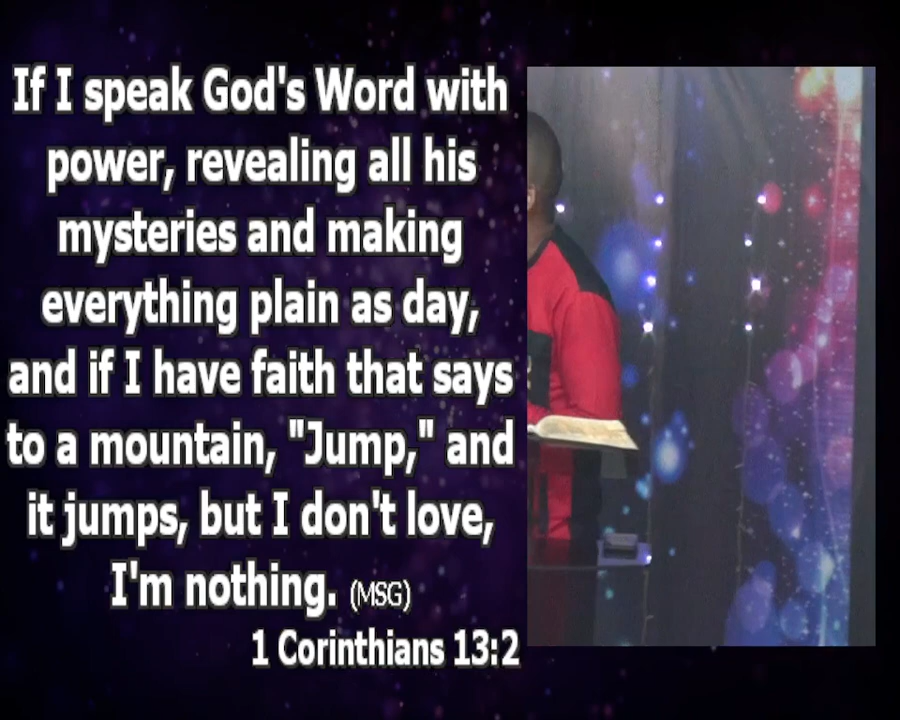 If I speak God's Word with
power, revealing all his
mysteries and making
everything plain as day,
and if I have faith that says
to a mountain, "Jump," and
it jumps, but I don't love,
I'm nothing. (MSG)
1 Corinthians 13:2